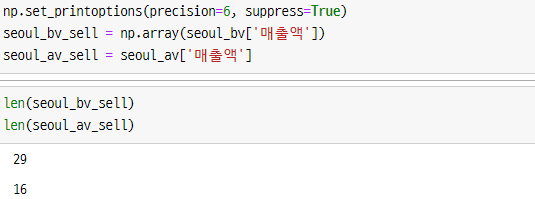 np.set_printoptions(precision=6, suppress=True)
seoul_bv_sell = np.array(seoul_bv['매출액'])
seoul_av_sell = seoul_av['매출액']
len(seoul_bv_sell)
len(seoul_av_sell)
29
16